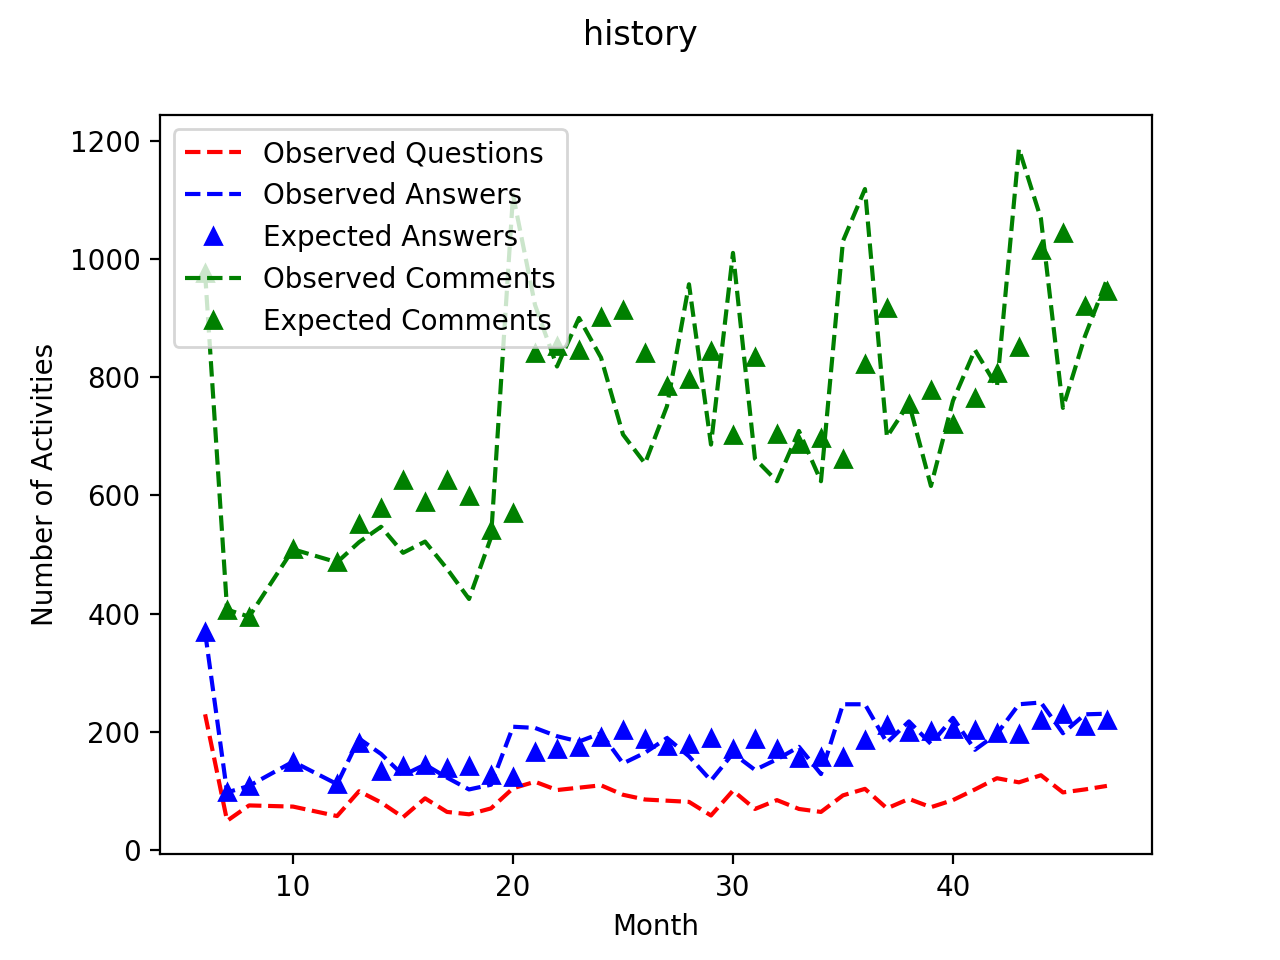 history
1200
1000
800
600
400
200
0
Number of Activities
Observed Questions
Observed Answers
Expected Answers
Observed Comments
Expected Comments
10 20 30 40
Month